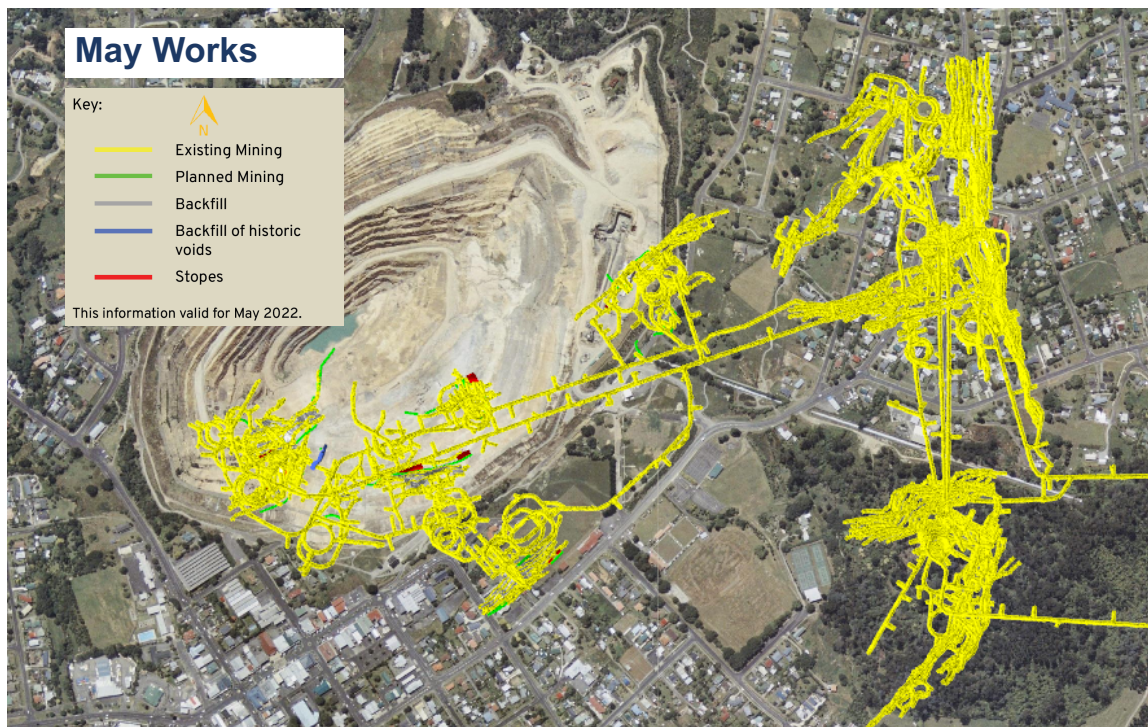 May Works
Key:
N
Existing Mining
Planned Mining
Backfill
Backfill of historic
voids
Stopes
This information valid for May 2022.